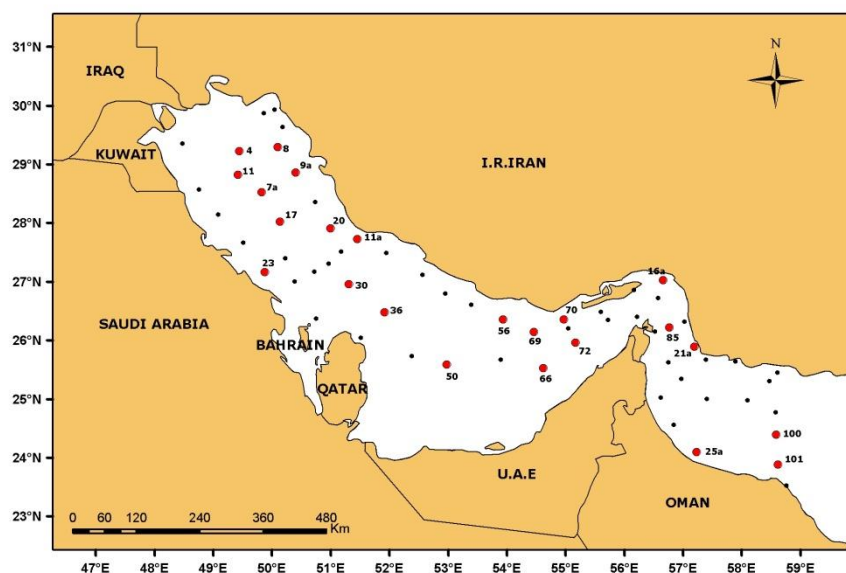 N
31°N
IRAQ
30°N
KUWAIT
4
8
29°N
I.R.IRAN
11
9a
7a
28°N
17
20
11a
27°N
23
30
16a
36
SAUDI ARABIA
26°N
BAHRAIN
56
69
70
72
85
21a
QATAR
50
66
25°N
100
24°N
25a
101
U.A.E
OMAN
23°N
0 60 120 240 360 480
Km
47°E 48°E 49°E 50°E 51°E 52°E 53°E 54°E 55°E 56°E 57°E 58°E 59°E